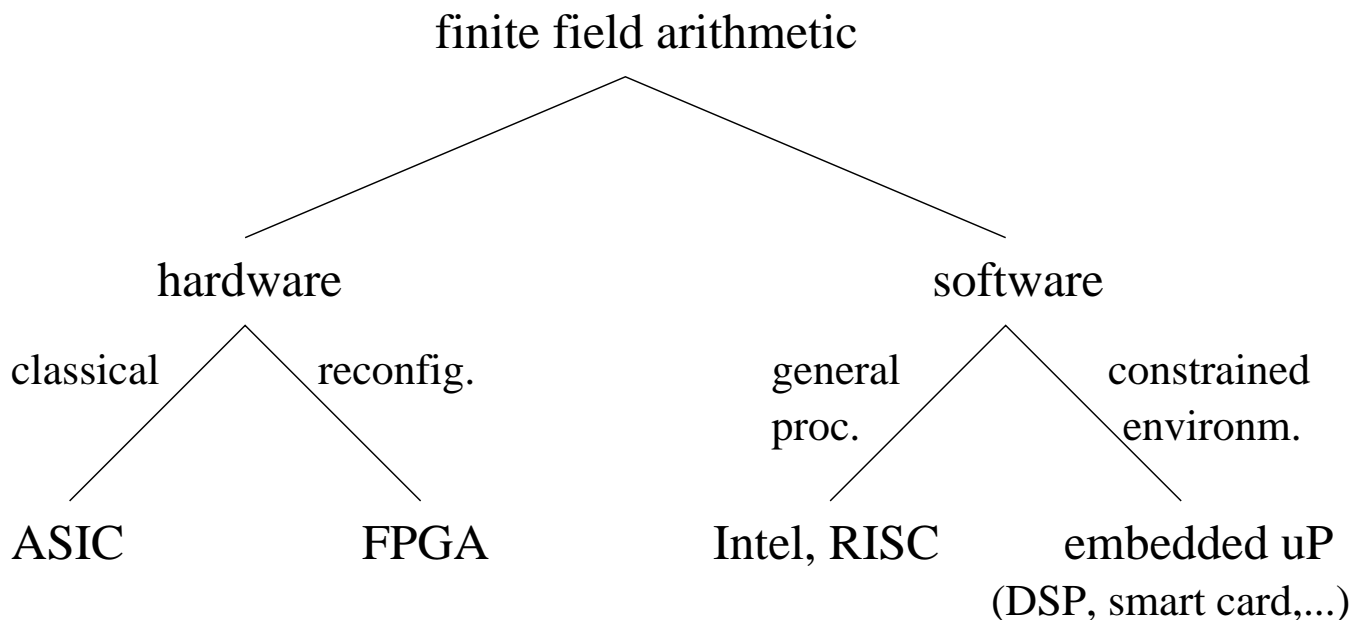 finite field arithmetic
hardware
software
classical
reconfig.
general
proc.
constrained
environm.
ASIC
FPGA
Intel, RISC
embedded uP
(DSP, smart card,...)